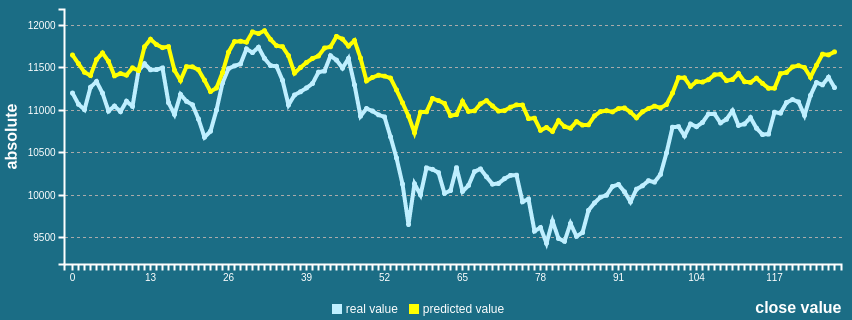 12000
11500
11000
10500
10000
9500
absolute
0 13 26 39 52 65 78 91 104 117
real value predicted value
close value